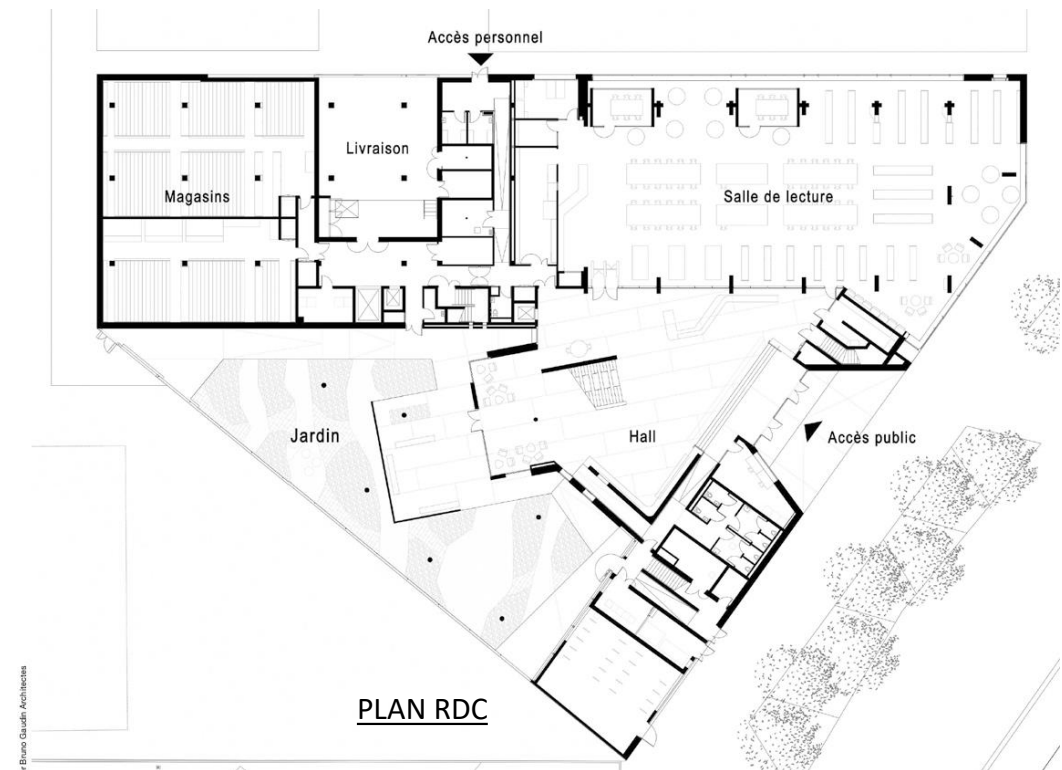 Accès personnel
Livraison
Magasins
Salle de lecture
Jardin
Hall
Accès public
PLAN RDC
r Bruno Gaudin Architectes